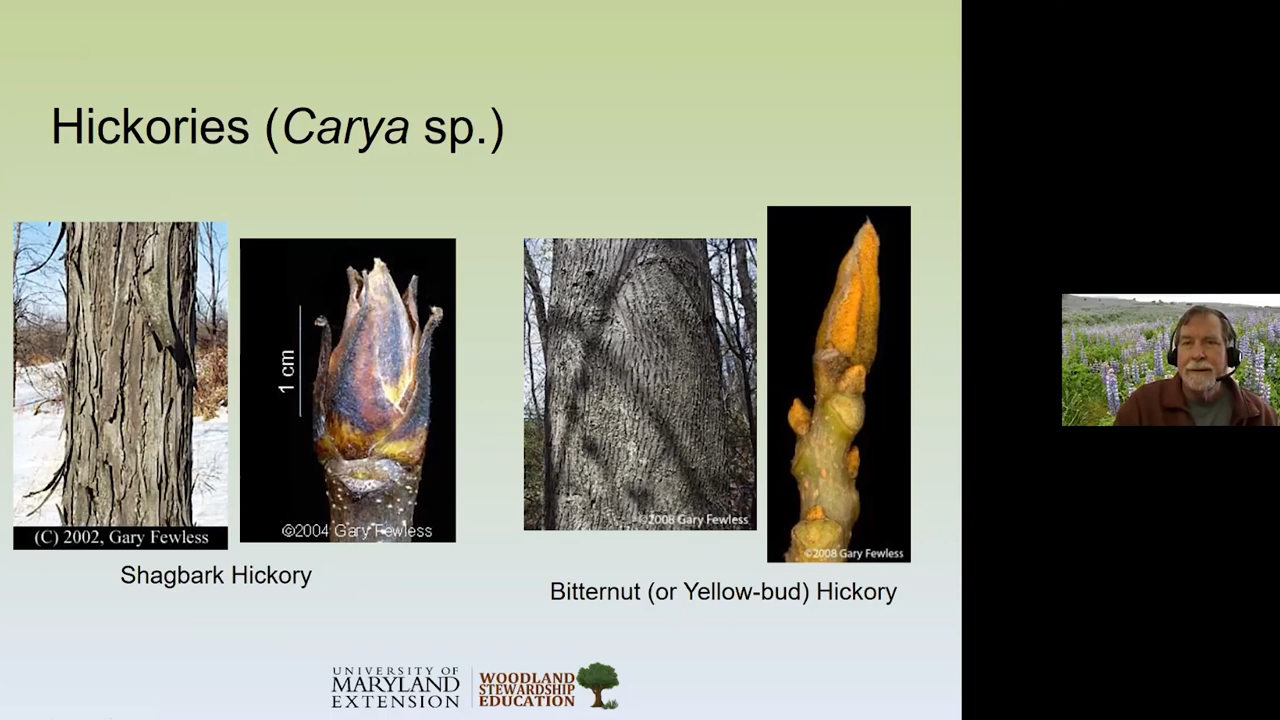 Hickories (Carya sp.)
1 cm
(C) 2002, Gary Fewless
©2004 Gary Fewless
©2008 Gary Fewless
©2008 Gary Fewless
Shagbark Hickory
Bitternut (or Yellow-bud) Hickory
UNIVERSITY OF
MARYLAND
EXTENSION
WOODLAND
STEWARDSHIP
EDUCATION